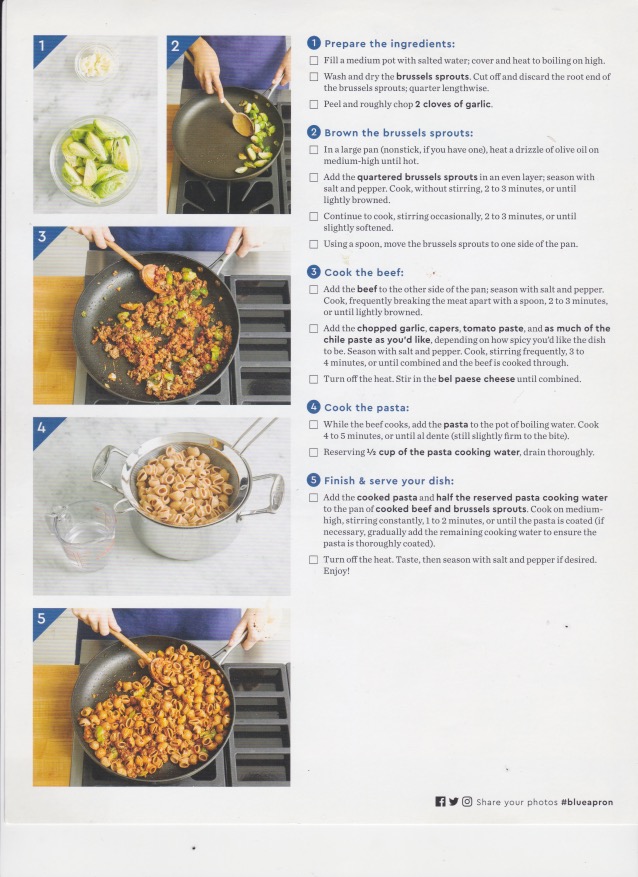 1
2
3
4
5
1 Prepare the ingredients:
Fill a medium pot with salted water; cover and heat to boiling on high.
Wash and dry the brussels sprouts. Cut off and discard the root end of
the brussels sprouts; quarter lengthwise.
Peel and roughly chop 2 cloves of garlic.
2 Brown the brussels sprouts:
In a large pan (nonstick, if you have one), heat a drizzle of olive oil on
medium-high until hot.
Add the quartered brussels sprouts in an even layer; season with
salt and pepper. Cook, without stirring, 2 to 3 minutes, or until
lightly browned.
Continue to cook, stirring occasionally, 2 to 3 minutes, or until
slightly softened.
Using a spoon, move the brussels sprouts to one side of the pan.
3 Cook the beef:
Add the beef to the other side of the pan; season with salt and pepper.
Cook, frequently breaking the meat apart with a spoon, 2 to 3 minutes,
or until lightly browned.
Add the chopped garlic, capers, tomato paste, and as much of the
chile paste as you'd like, depending on how spicy you'd like the dish
to be. Season with salt and pepper. Cook, stirring frequently, 3 to
4 minutes, or until combined and the beef is cooked through.
Turn off the heat. Stir in the bel paese cheese until combined.
4 Cook the pasta:
While the beef cooks, add the pasta to the pot of boiling water. Cook
4 to 5 minutes, or until al dente (still slightly firm to the bite).
Reserving ½ cup of the pasta cooking water, drain thoroughly.
5 Finish & serve your dish:
Add the cooked pasta and half the reserved pasta cooking water
to the pan of cooked beef and brussels sprouts. Cook on medium-
high, stirring constantly, 1 to 2 minutes, or until the pasta is coated (if
necessary, gradually add the remaining cooking water to ensure the
pasta is thoroughly coated).
Turn off the heat. Taste, then season with salt and pepper if desired.
Enjoy!
Share your photos #blueapron